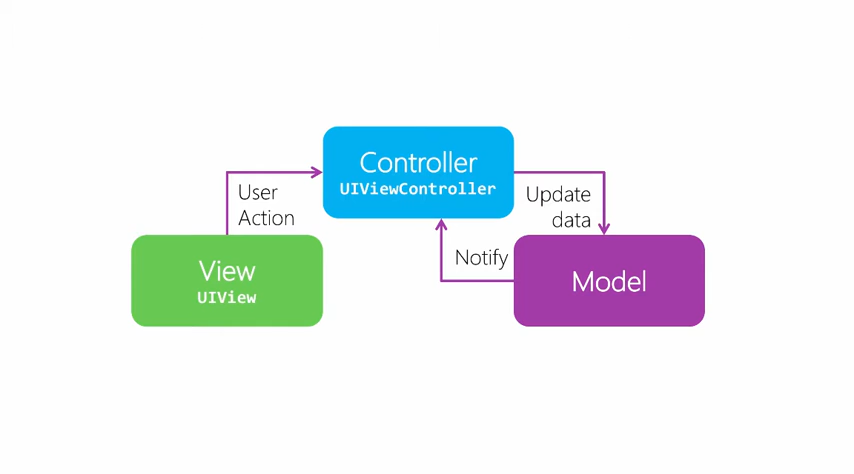 Controller
UIViewController
User
Action
Update
data
Notify
View
UIView
Model